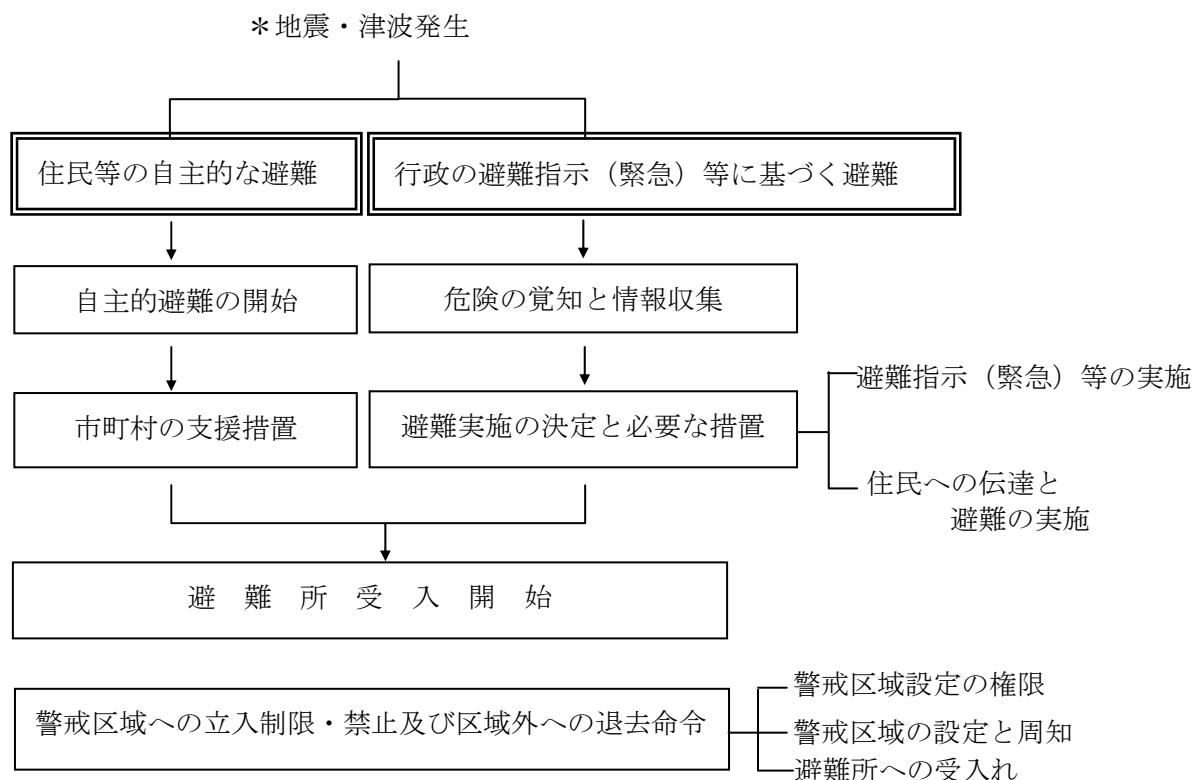 ＊地震・津波発生
住民等の自主的な避難
行政の避難指示（緊急）等に基づく避難
自主的避難の開始
危険の覚知と情報収集
避難指示（緊急）等の実施
市町村の支援措置
避難実施の決定と必要な措置
住民への伝達と
避難の実施
避　難　所　受　入　開　始
警戒区域への立入制限・禁止及び区域外への退去命令
警戒区域設定の権限
警戒区域の設定と周知
避難所への受入れ